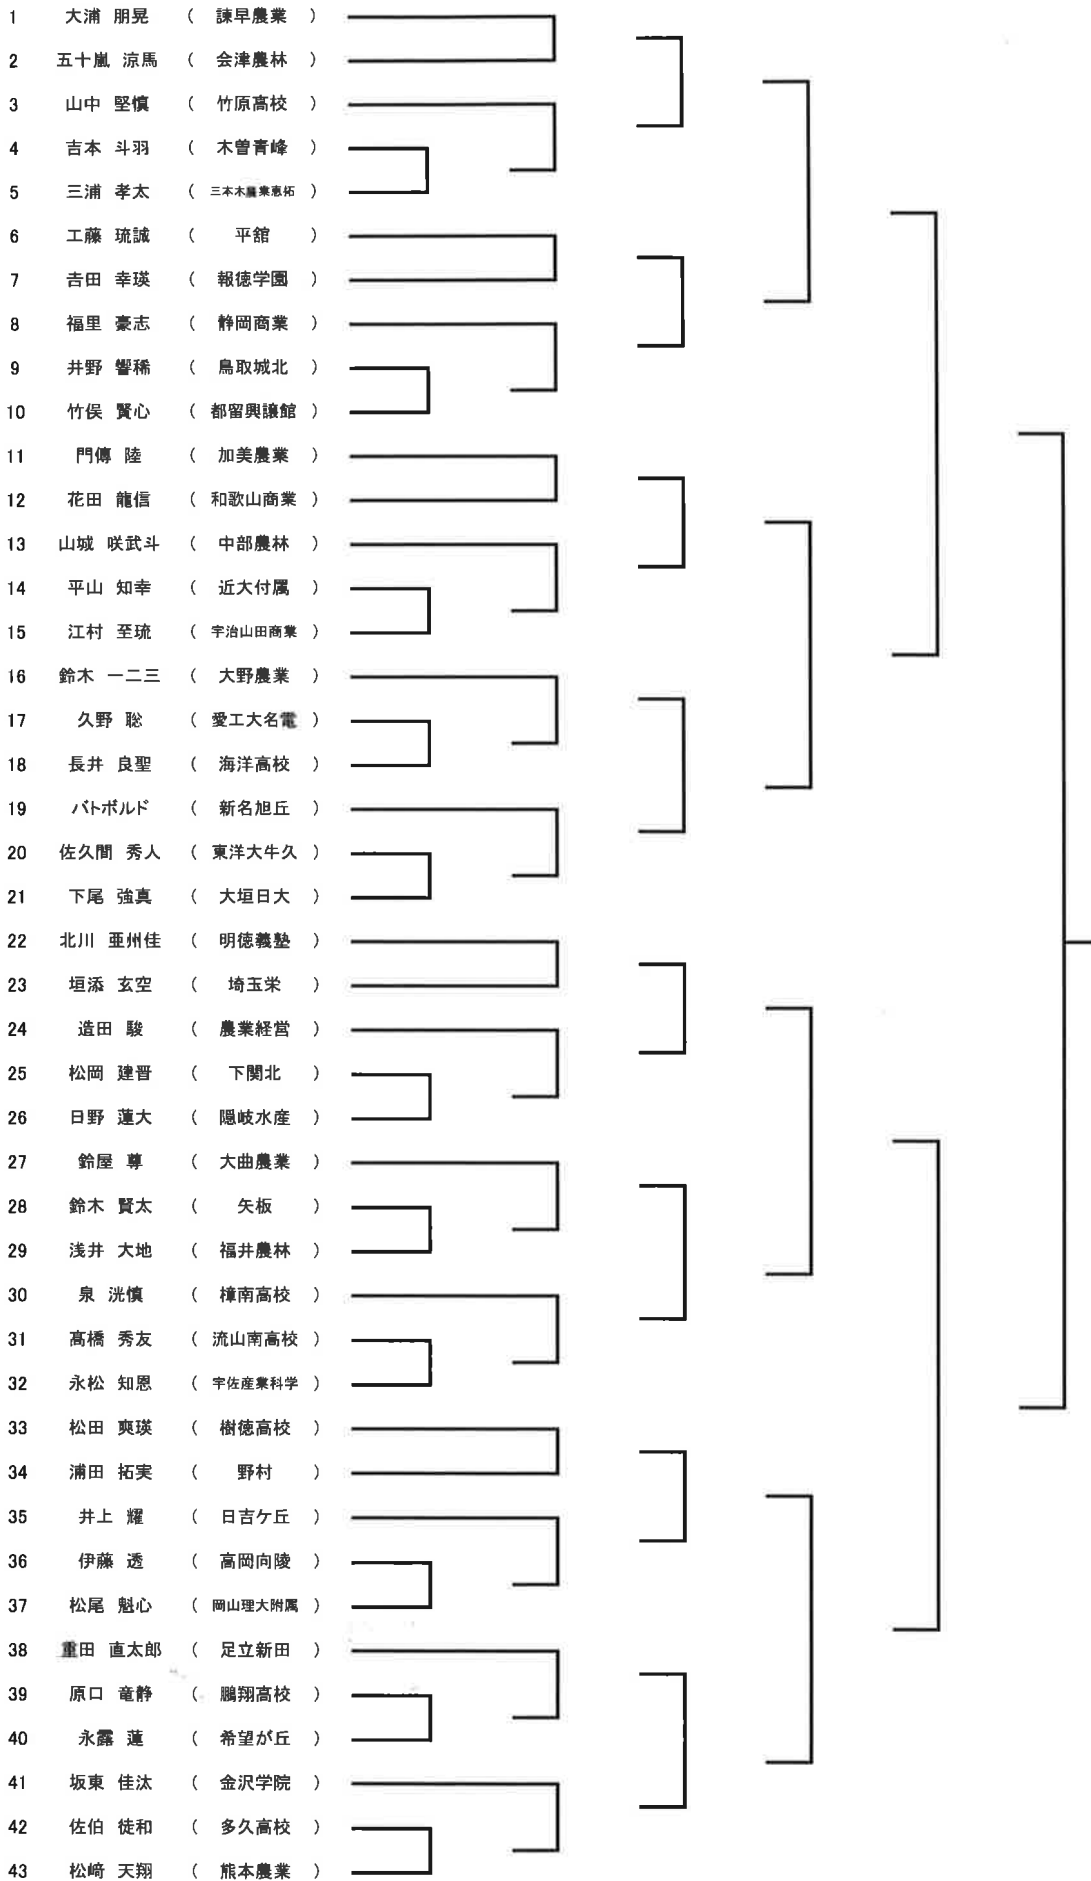 1 大浦 朋晃 ( 諫早農業 )
2 五十嵐 涼馬 ( 会津農林 )
3 山中 堅慎 ( 竹原高校 )
4 吉本 斗羽 ( 木曽青峰 )
5 三浦 孝太 ( 三本木農業恵拓 )
6 工藤 琉誠 ( 平舘 )
7 吉田 幸瑛 ( 報徳学園 )
8 福里 豪志 ( 静岡商業 )
9 井野 響稀 ( 鳥取城北 )
10 竹俣 賢心 ( 都留興譲館 )
11 門傳 陸 ( 加美農業 )
12 花田 龍信 ( 和歌山商業 )
13 山城 咲武斗 ( 中部農林 )
14 平山 知幸 ( 近大付属 )
15 江村 至琉 ( 宇治山田商業 )
16 鈴木 一二三 ( 大野農業 )
17 久野 聡 ( 愛工大名電 )
18 長井 良聖 ( 海洋高校 )
19 バトボルド ( 新名旭丘 )
20 佐久間 秀人 ( 東洋大牛久 )
21 下尾 強真 ( 大垣日大 )
22 北川 亜州佳 ( 明徳義塾 )
23 垣添 玄空 ( 埼玉栄 )
24 造田 駿 ( 農業経営 )
25 松岡 建晋 ( 下関北 )
26 日野 蓮大 ( 隠岐水産 )
27 鈴屋 尊 ( 大曲農業 )
28 鈴木 賢太 ( 矢板 )
29 浅井 大地 ( 福井農林 )
30 泉 洸慎 ( 樟南高校 )
31 髙橋 秀友 ( 流山南高校 )
32 永松 知恩 ( 宇佐産業科学 )
33 松田 爽瑛 ( 樹徳高校 )
34 浦田 拓実 ( 野村 )
35 井上 耀 ( 日吉ケ丘 )
36 伊藤 透 ( 高岡向陵 )
37 松尾 魁心 ( 岡山理大附属 )
38 重田 直太郎 ( 足立新田 )
39 原口 竜静 ( 鵬翔高校 )
40 永露 蓮 ( 希望が丘 )
41 坂東 佳汰 ( 金沢学院 )
42 佐伯 徒和 ( 多久高校 )
43 松﨑 天翔 ( 熊本農業 )